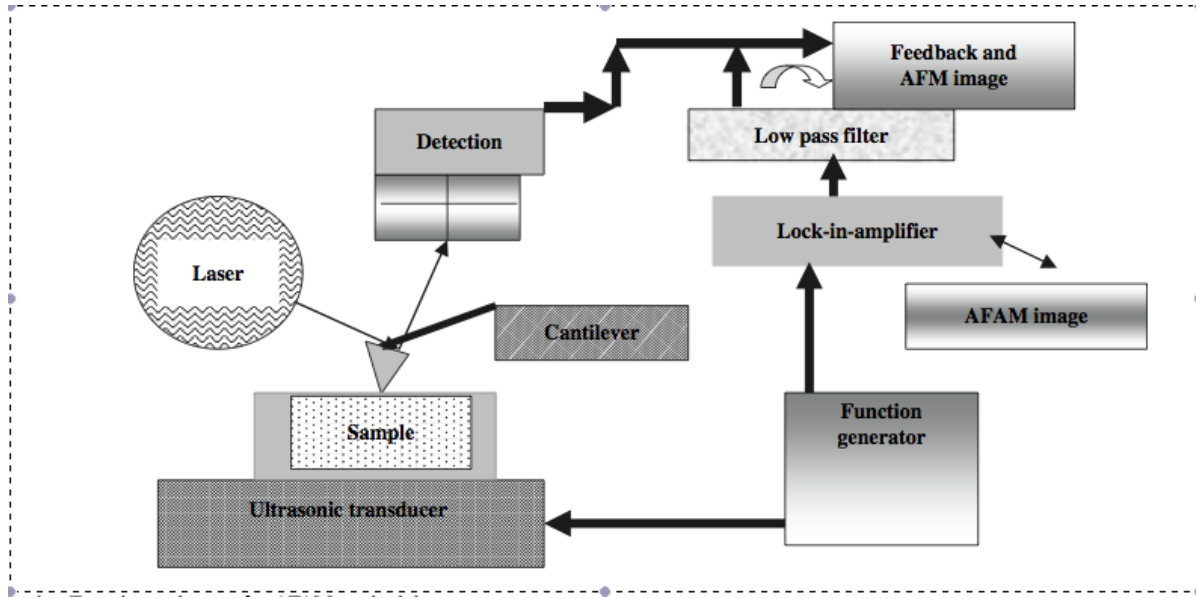 Feedback and
AFM image
Detection
Low pass filter
Lock-in-amplifier
Laser
AFAM image
Cantilever
Function
generator
Sample
Ultrasonic transducer